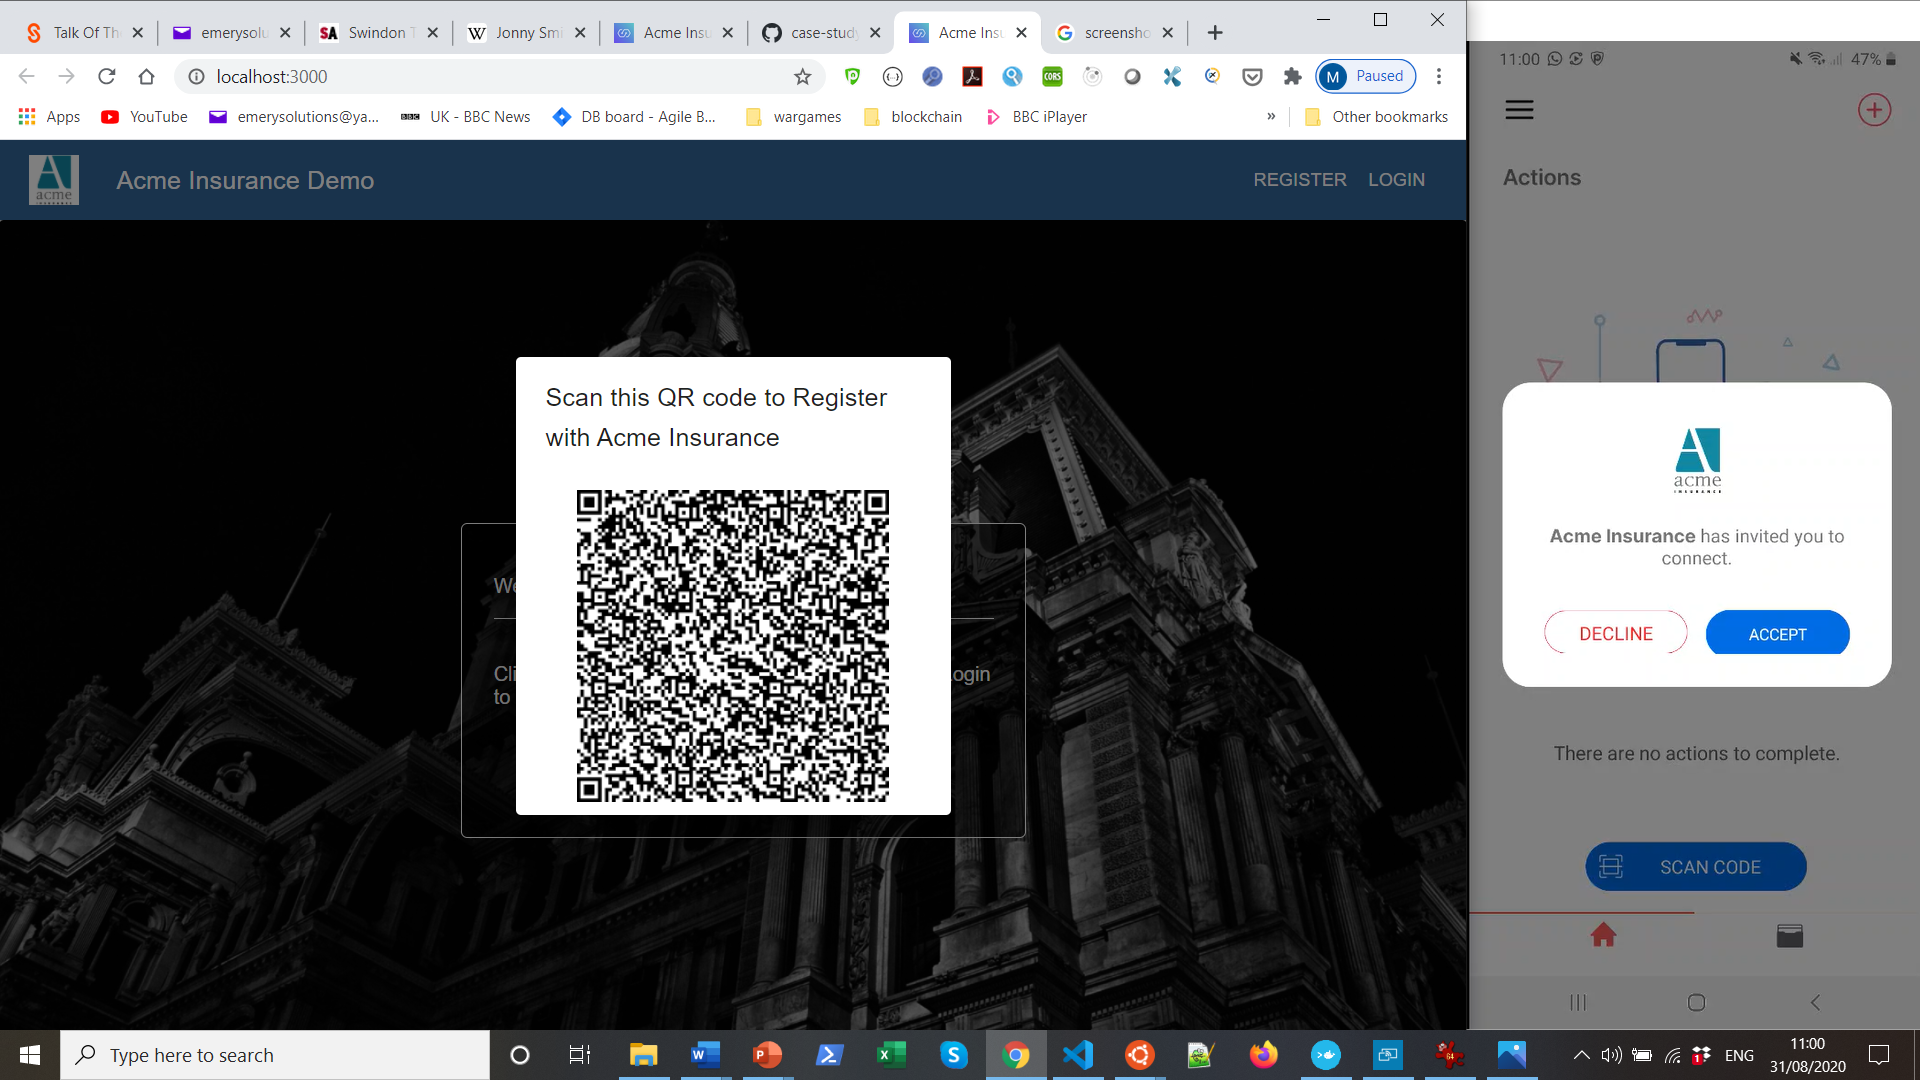 Talk Of Th
emerysolu
Swindon T
Jonny Smi
Acme Insu
case-study
Acme Insu
screensho
localhost:3000
M Paused
Apps
YouTube
emerysolutions@ya...
BBC
UK - BBC News
DB board - Agile B...
wargames
blockchain
BBC iPlayer
»
Other bookmarks
acme
INSURANCE
Acme Insurance Demo
REGISTER
LOGIN
Scan this QR code to Register
with Acme Insurance
We
Cli
ogin
to
11:00
47%
Actions
acme
INSURANCE
Acme Insurance has invited you to
connect.
DECLINE
ACCEPT
There are no actions to complete.
SCAN CODE
Type here to search
ENG
11:00
31/08/2020